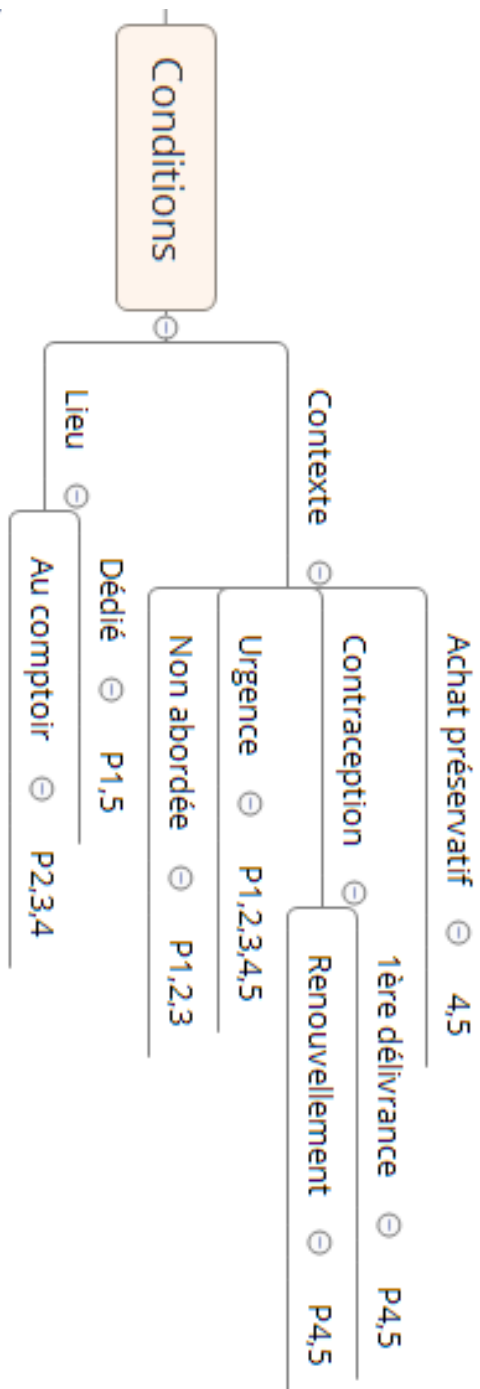 Conditions
Contexte
Achat préservatif 4,5
Contraception
1ère délivrance P4,5
Renouvellement P4,5
Urgence P1,2,3,4,5
Non abordée P1,2,3
Lieu
Dédié P1,5
Au comptoir P2,3,4